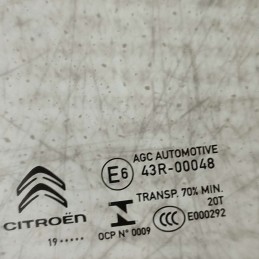 CITROËN
19 •••••
AGC AUTOMOTIVE
E6 43R-00048
TRANSP. 70% MIN.
20T
CCC E000292
OCP N° 0009